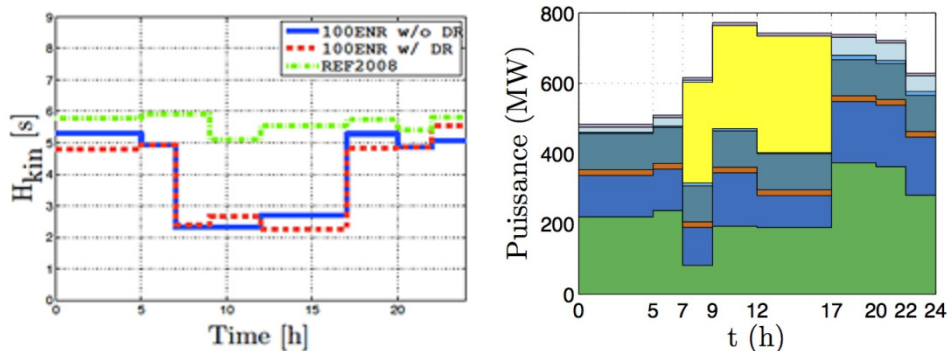 9
8
7
6
5
4
3
2
1
0
H_kin [s]
100ENR w/o DR
100ENR w/ DR
REF2008
0 5 10 15 20
Time [h]
800
600
400
200
0
Puissance (MW)
0 5 7 9 12 17 20 22 24
t (h)